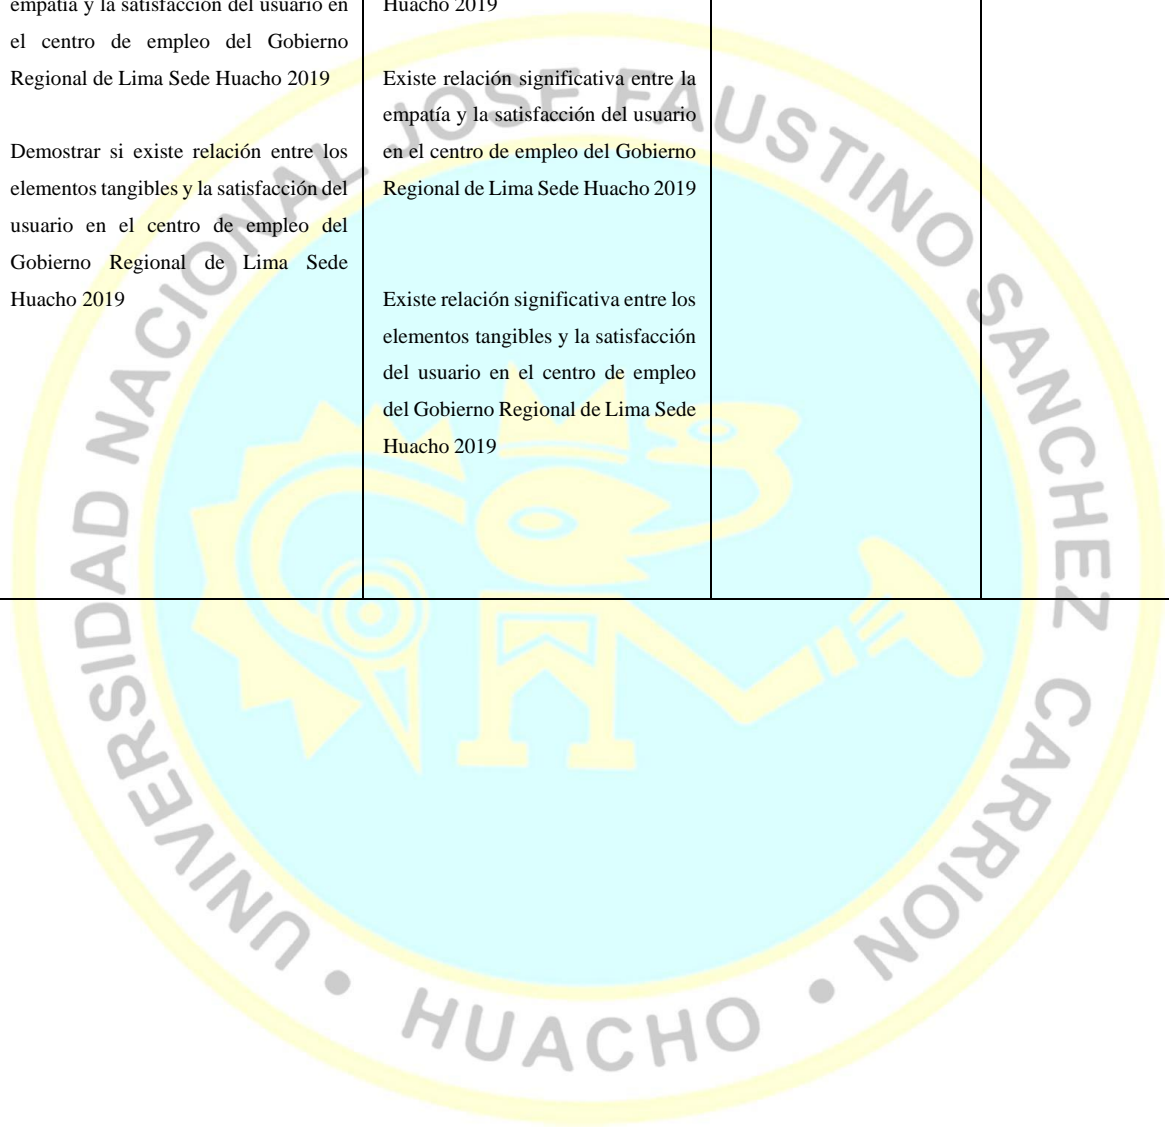 empatía y la satisfacción del usuario en
el centro de empleo del Gobierno
Regional de Lima Sede Huacho 2019
Demostrar si existe relación entre los
elementos tangibles y la satisfacción del
usuario en el centro de empleo del
Gobierno Regional de Lima Sede
Huacho 2019
Huacho 2019
Existe relación significativa entre la
empatía y la satisfacción del usuario
en el centro de empleo del Gobierno
Regional de Lima Sede Huacho 2019
Existe relación significativa entre los
elementos tangibles y la satisfacción
del usuario en el centro de empleo
del Gobierno Regional de Lima Sede
Huacho 2019
UNIVERSIDAD NACIONAL JOSE FAUSTINO SANCHEZ CARRION
• HUACHO •